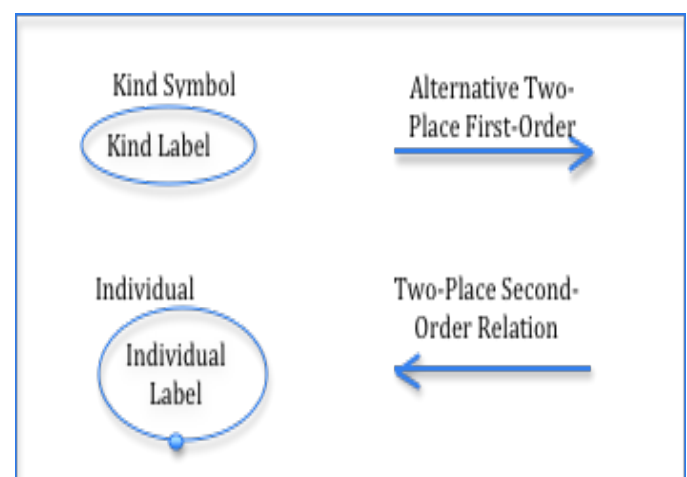 Kind Symbol
Kind Label
Alternative Two-
Place First-Order
Individual
Individual
Label
Two-Place Second-
Order Relation